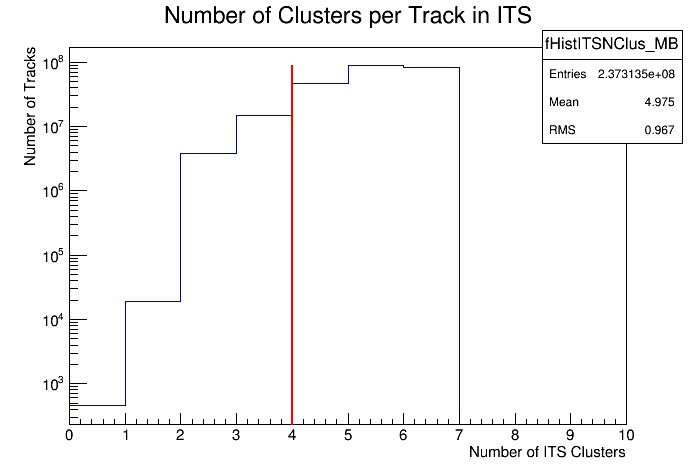 Number of Clusters per Track in ITS
fHistITSNClus_MB
Entries 2.373135e+08
Mean 4.975
RMS 0.967
Number of Tracks
10^8
10^7
10^6
10^5
10^4
10^3
0 1 2 3 4 5 6 7 8 9 10
Number of ITS Clusters